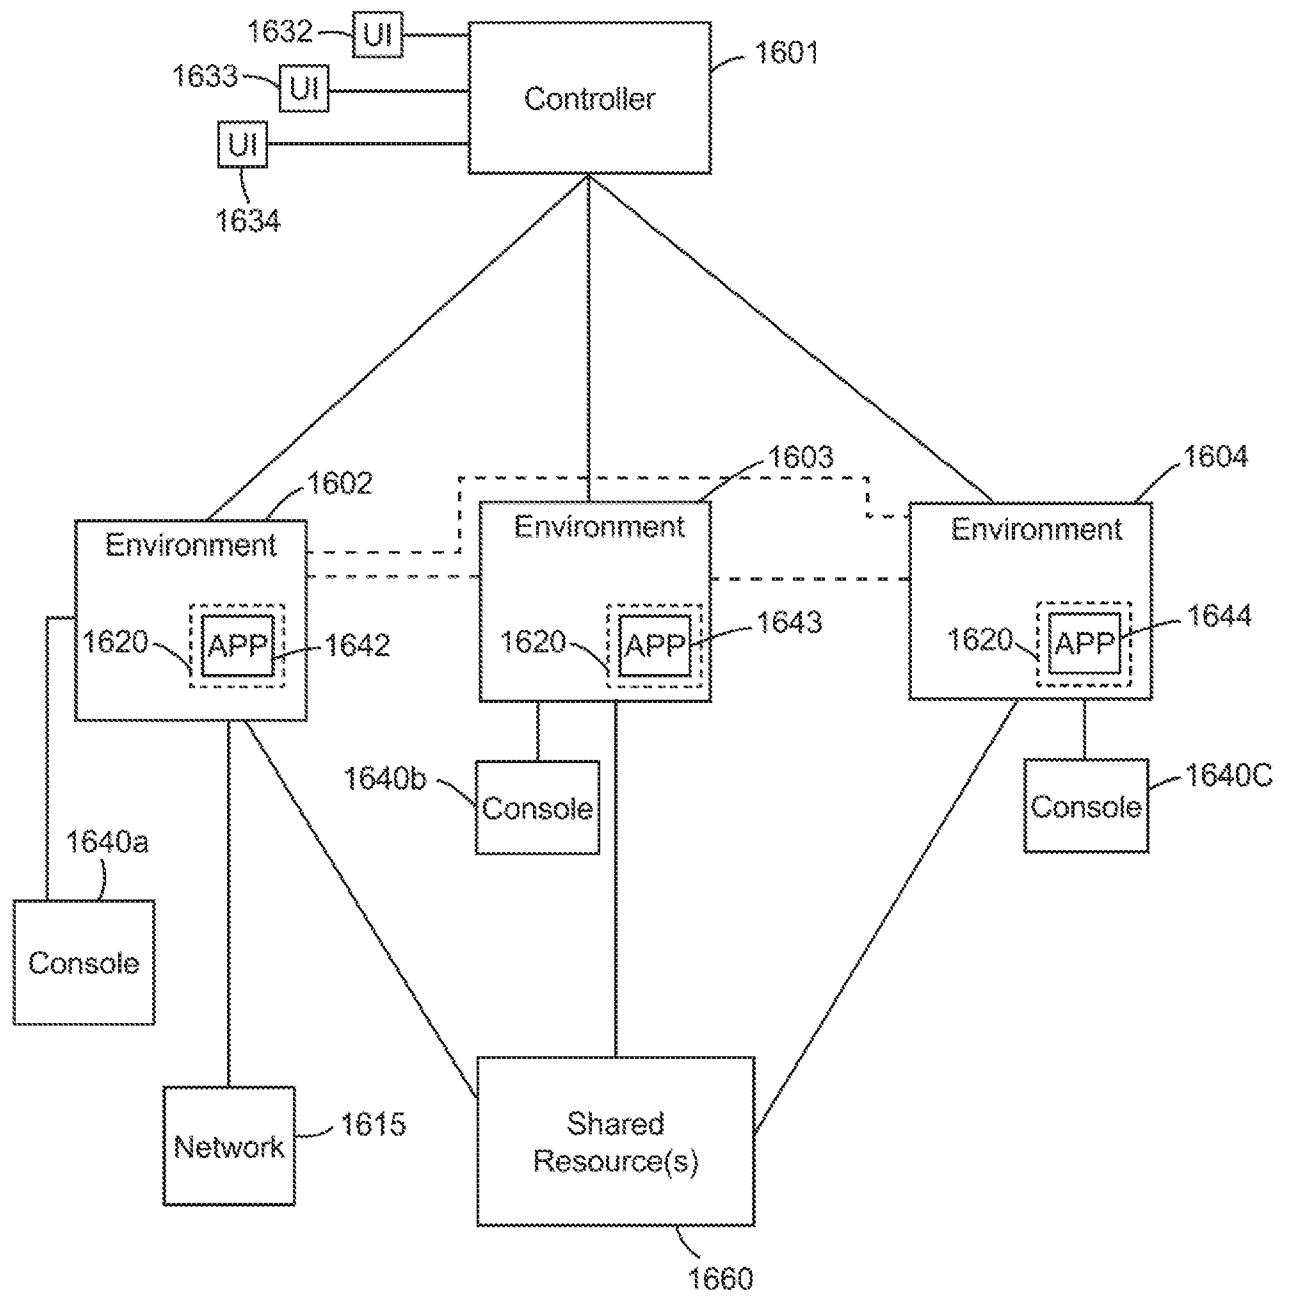 1632
UI
1633
UI
1601
Controller
UI
1634
1602
1603
1604
Environment
Environment
Environment
1620
APP
1642
1620
APP
1643
1620
APP
1644
1640b
Console
1640C
Console
1640a
Console
Network
1615
Shared
Resource(s)
1660